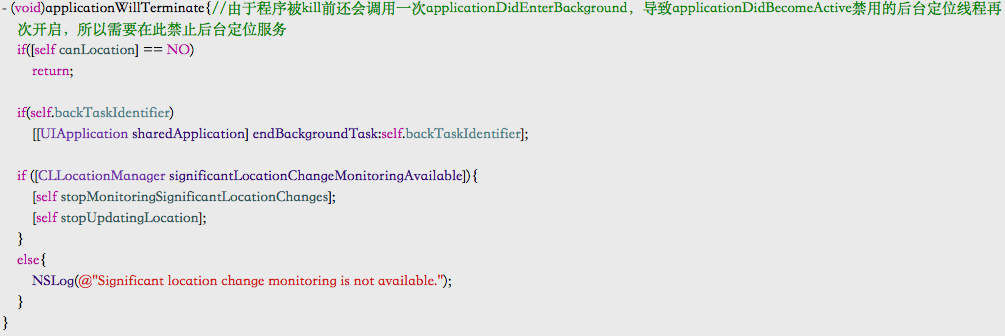 - (void)applicationWillTerminate{//由于程序被kill前还会调用一次applicationDidEnterBackground，导致applicationDidBecomeActive禁用的后台定位线程再
次开启，所以需要在此禁止后台定位服务
if([self canLocation] == NO)
return;
if(self.backTaskIdentifier)
[[UIApplication sharedApplication] endBackgroundTask:self.backTaskIdentifier];
if ([CLLocationManager significantLocationChangeMonitoringAvailable]){
[self stopMonitoringSignificantLocationChanges];
[self stopUpdatingLocation];
}
else{
NSLog(@"Significant location change monitoring is not available.");
}
}